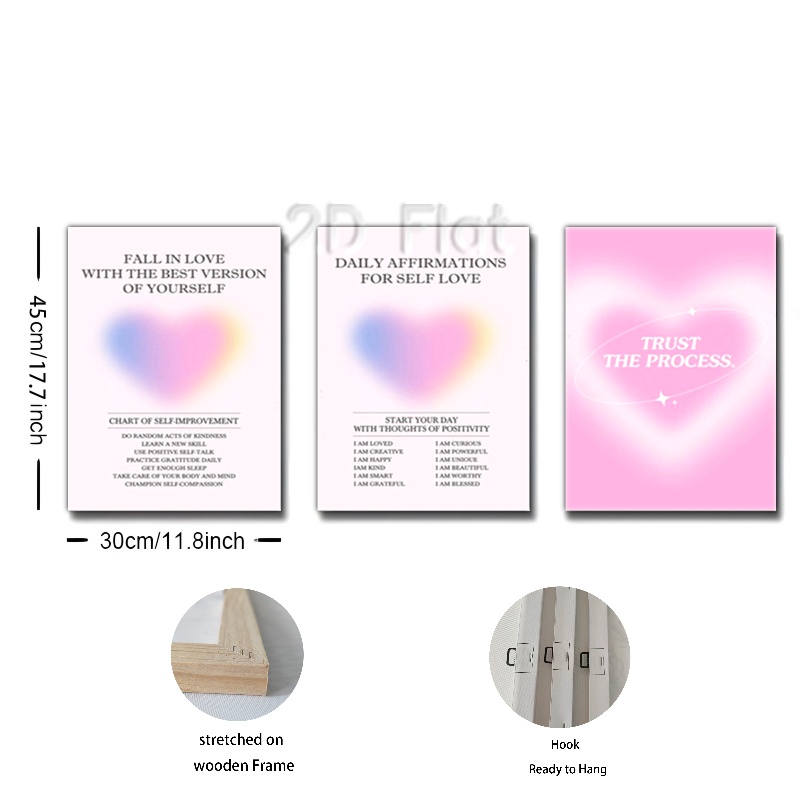 2D Flat
FALL IN LOVE
WITH THE BEST VERSION
OF YOURSELF
CHART OF SELF-IMPROVEMENT
DO RANDOM ACTS OF KINDNESS
LEARN A NEW SKILL
USE POSITIVE SELF-TALK
PRACTICE GRATITUDE DAILY
GET ENOUGH SLEEP
TAKE CARE OF YOUR BODY AND MIND
CHAMPION SELF-COMPASSION
DAILY AFFIRMATIONS
FOR SELF LOVE
START YOUR DAY
WITH THOUGHTS OF POSITIVITY
I AM LOVED
I AM CREATIVE
I AM HAPPY
IAM KIND
I AM SMART
I AM GRATEFUL
I AM CURIOUS
I AM POWERFUL
I AM UNIQUE
I AM BEAUTIFUL
I AM WORTHY
I AM BLESSED
TRUST
THE PROCESS.
45cm/17.7inch
30cm/11.8inch
stretched on
wooden Frame
Hook
Ready to Hang